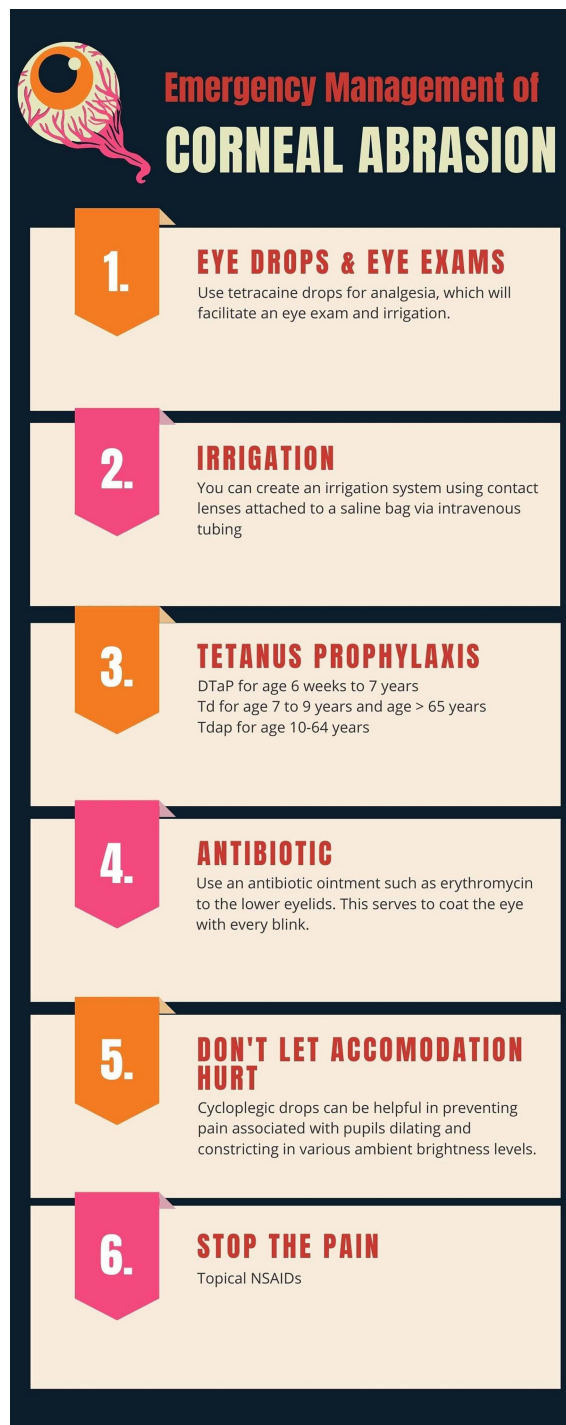 Emergency Management of
CORNEAL ABRASION
1.
EYE DROPS & EYE EXAMS
Use tetracaine drops for analgesia, which will
facilitate an eye exam and irrigation.
2.
IRRIGATION
You can create an irrigation system using contact
lenses attached to a saline bag via intravenous
tubing
3.
TETANUS PROPHYLAXIS
DTaP for age 6 weeks to 7 years
Td for age 7 to 9 years and age > 65 years
Tdap for age 10-64 years
4.
ANTIBIOTIC
Use an antibiotic ointment such as erythromycin
to the lower eyelids. This serves to coat the eye
with every blink.
5.
DON'T LET ACCOMODATION
HURT
Cycloplegic drops can be helpful in preventing
pain associated with pupils dilating and
constricting in various ambient brightness levels.
6.
STOP THE PAIN
Topical NSAIDs